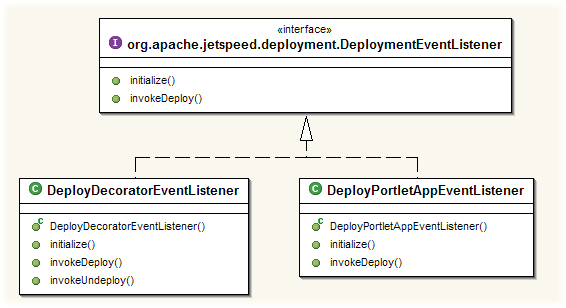 «interface»
I org.apache.jetspeed.deployment.DeploymentEventListener
initialize()
invokeDeploy()
C DeployDecoratorEventListener
C DeployDecoratorEventListener()
initialize()
invokeDeploy()
invokeUndeploy()
C DeployPortletAppEventListener
C DeployPortletAppEventListener()
initialize()
invokeDeploy()